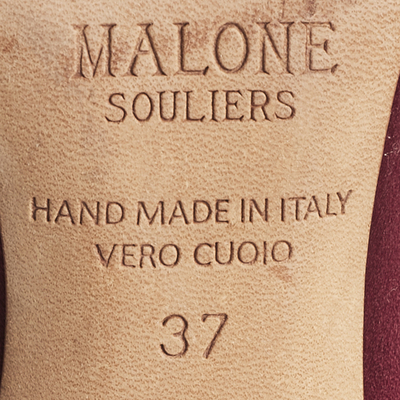 MALONE
SOULIERS
HAND MADE IN ITALY
VERO CUOIO
37